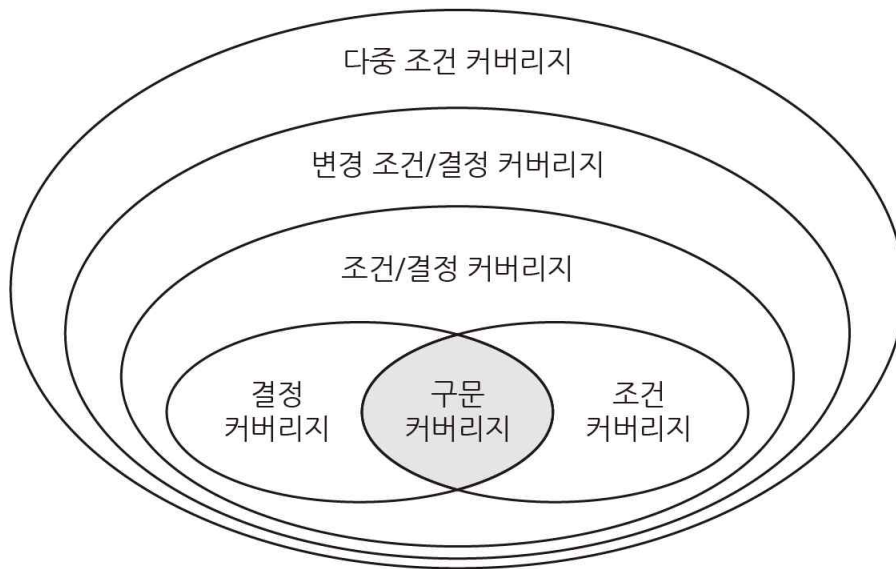 다중 조건 커버리지
변경 조건/결정 커버리지
조건/결정 커버리지
결정
커버리지
구문
커버리지
조건
커버리지